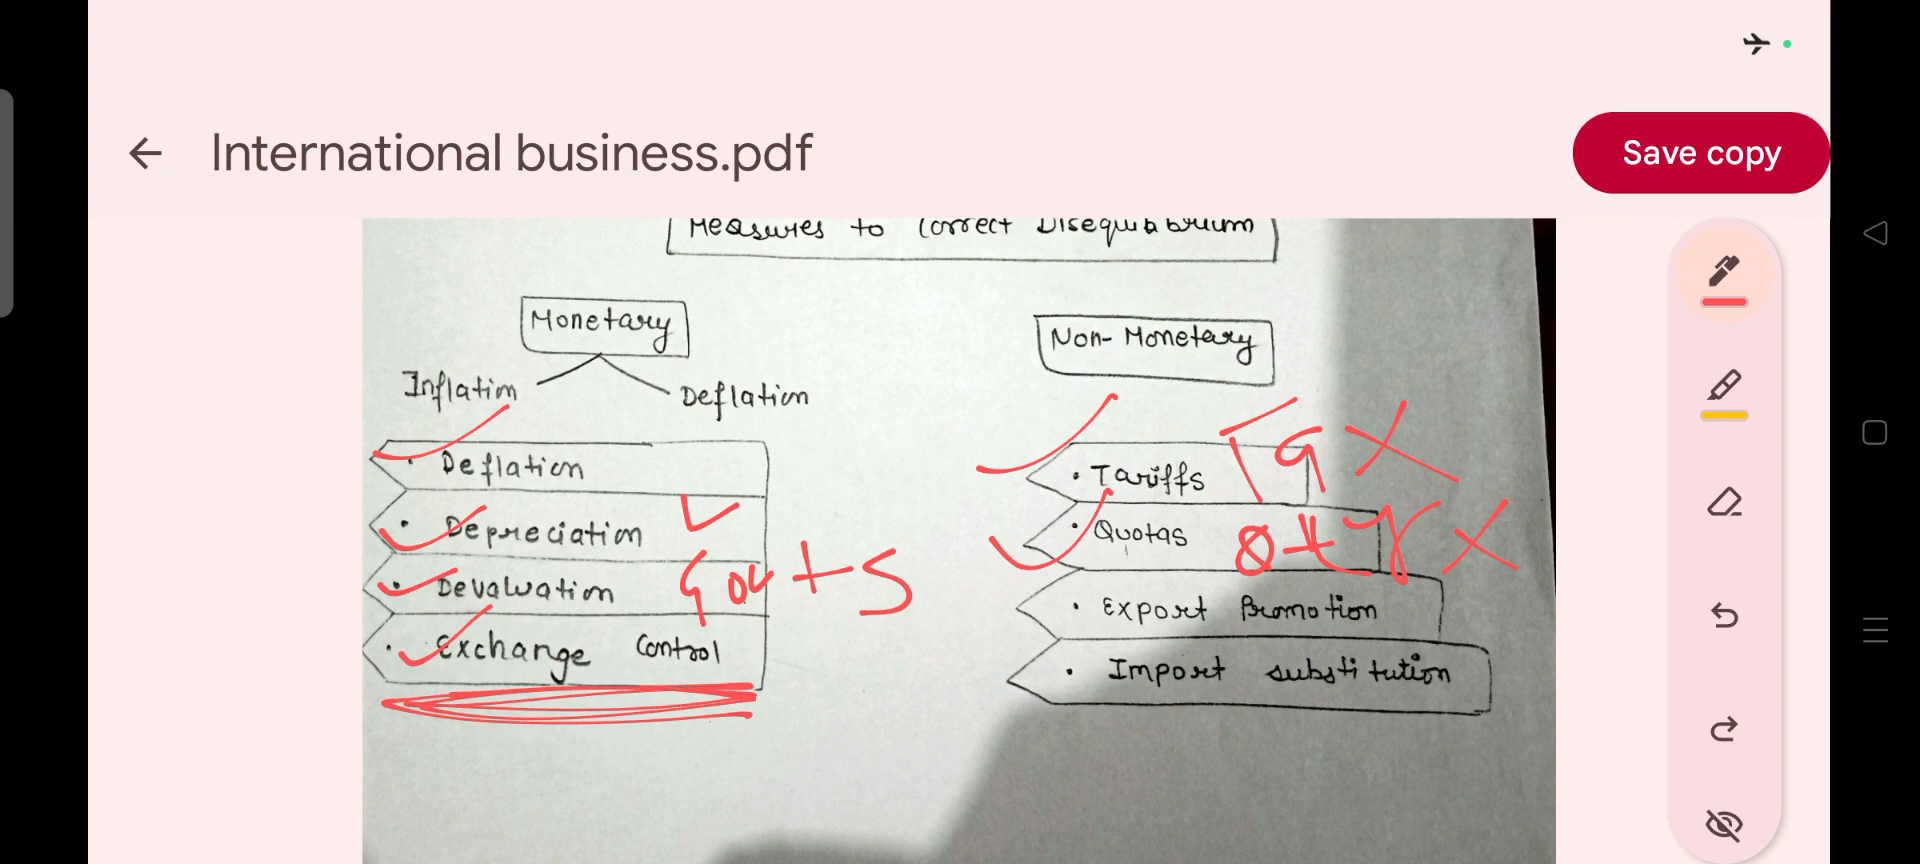 International business.pdf
Save copy
Measures to Correct Disequilibrium
Monetary
Non-Monetary
Inflation
Deflation
• Deflation
• Depreciation
• Devaluation
• Exchange Control
• Tariffs
Tax
• Quotas
• Export Promotion
• Import substitution